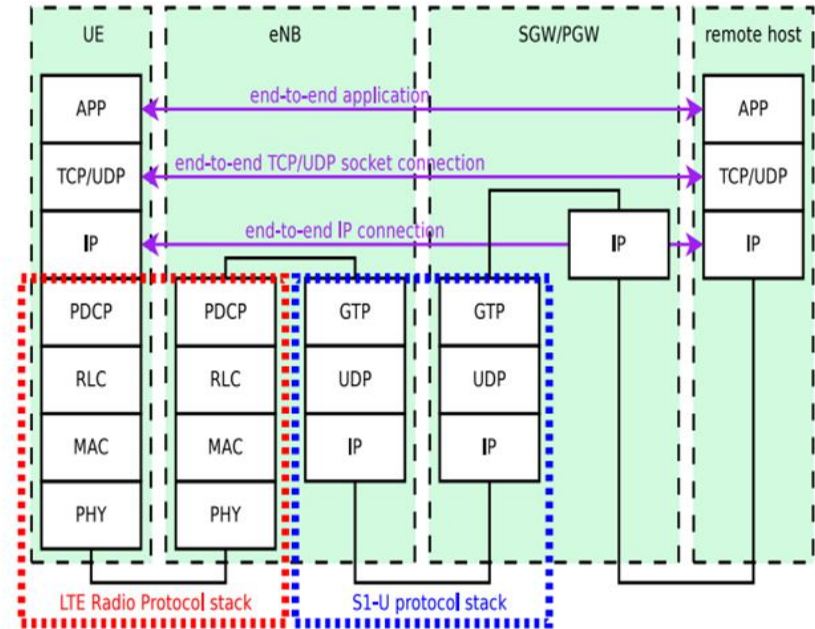 UE
eNB
SGW/PGW
remote host
APP
end-to-end application
APP
TCP/UDP
end-to-end TCP/UDP socket connection
TCP/UDP
IP
end-to-end IP connection
IP
IP
PDCP
PDCP
GTP
GTP
RLC
RLC
UDP
UDP
MAC
MAC
IP
IP
PHY
PHY
LTE Radio Protocol stack
S1-U protocol stack